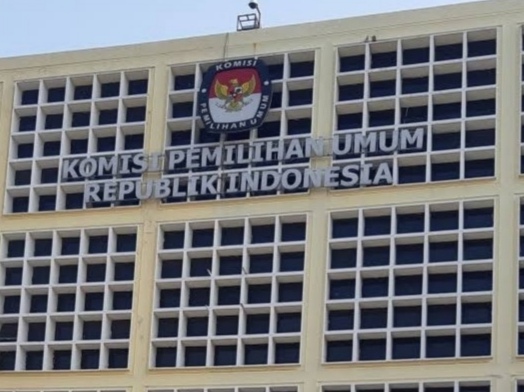 KOMISI
PEMILIHAN UMUM
KOMISI PEMILIHAN UMUM
REPUBLIK INDONESIA